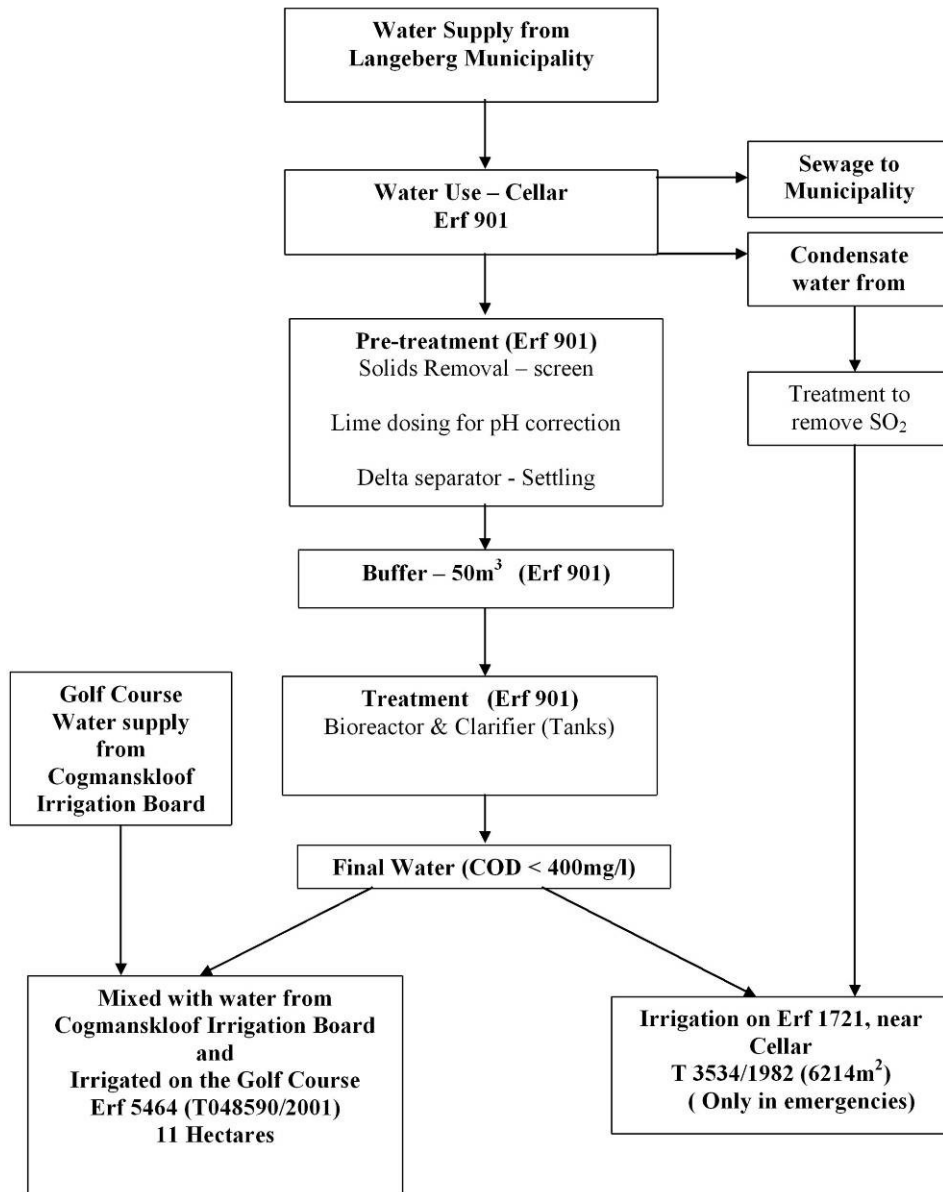 Water Supply from
Langeberg Municipality
Water Use – Cellar
Erf 901
Sewage to
Municipality
Condensate
water from
Pre-treatment (Erf 901)
Solids Removal – screen
Lime dosing for pH correction
Delta separator - Settling
Treatment to
remove SO₂
Buffer – 50m³ (Erf 901)
Golf Course
Water supply
from
Cogmanskloof
Irrigation Board
Treatment (Erf 901)
Bioreactor & Clarifier (Tanks)
Final Water (COD < 400mg/l)
Mixed with water from
Cogmanskloof Irrigation Board
and
Irrigated on the Golf Course
Erf 5464 (T048590/2001)
11 Hectares
Irrigation on Erf 1721, near
Cellar
T 3534/1982 (6214m²)
( Only in emergencies)